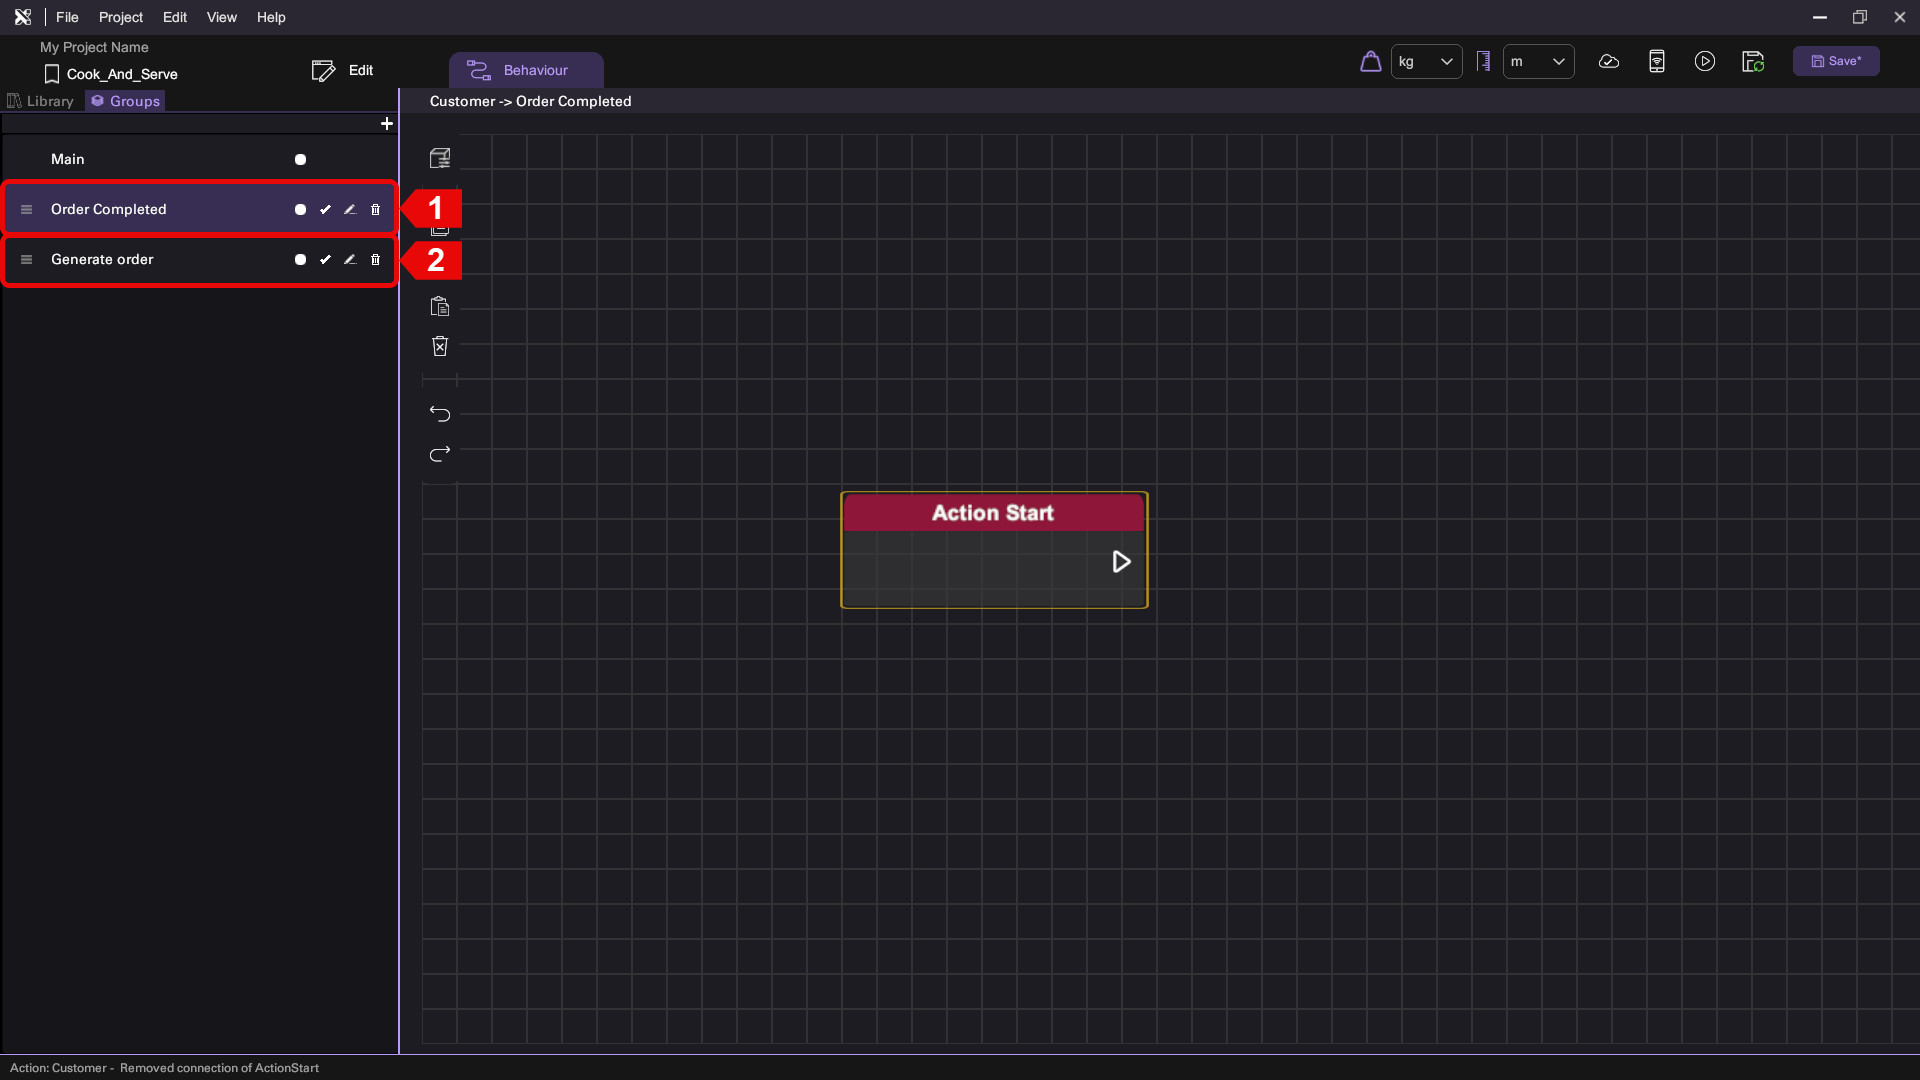 File Project Edit View Help
My Project Name
Cook_And_Serve
Edit
Behaviour
kg
m
Save*
Library
Groups
Customer -> Order Completed
+
Main
Order Completed
1
Generate order
2
Action Start
Action: Customer - Removed connection of ActionStart